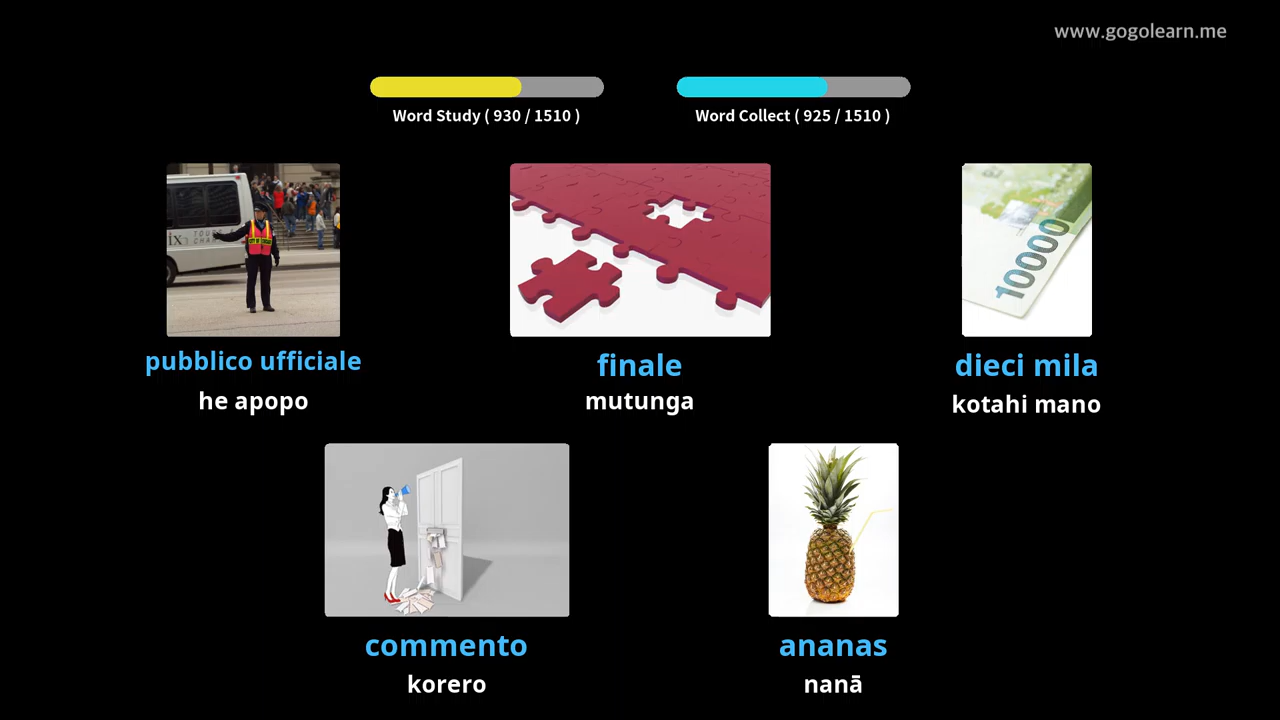 www.gogolearn.me
Word Study ( 930 / 1510 )
Word Collect ( 925 / 1510 )
10000
pubblico ufficiale
he apopo
finale
mutunga
dieci mila
kotahi mano
commento
korero
ananas
nanā